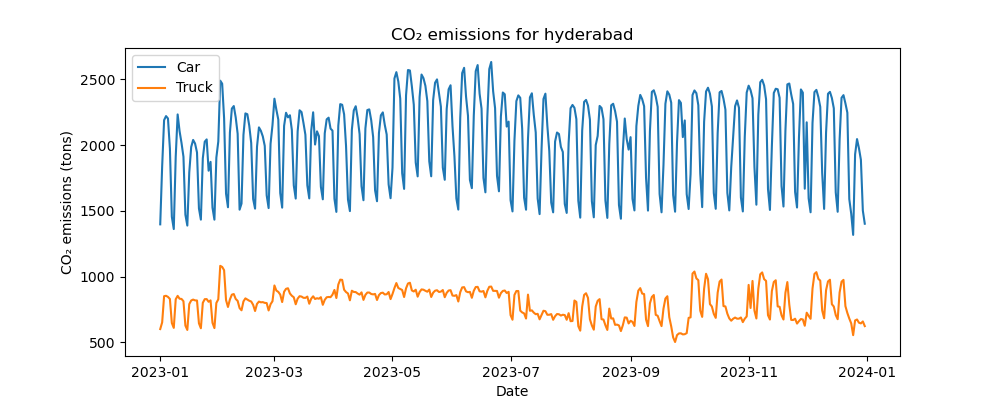 CO₂ emissions for hyderabad
Car
Truck
CO₂ emissions (tons)
2500
2000
1500
1000
500
2023-01 2023-03 2023-05 2023-07 2023-09 2023-11 2024-01
Date